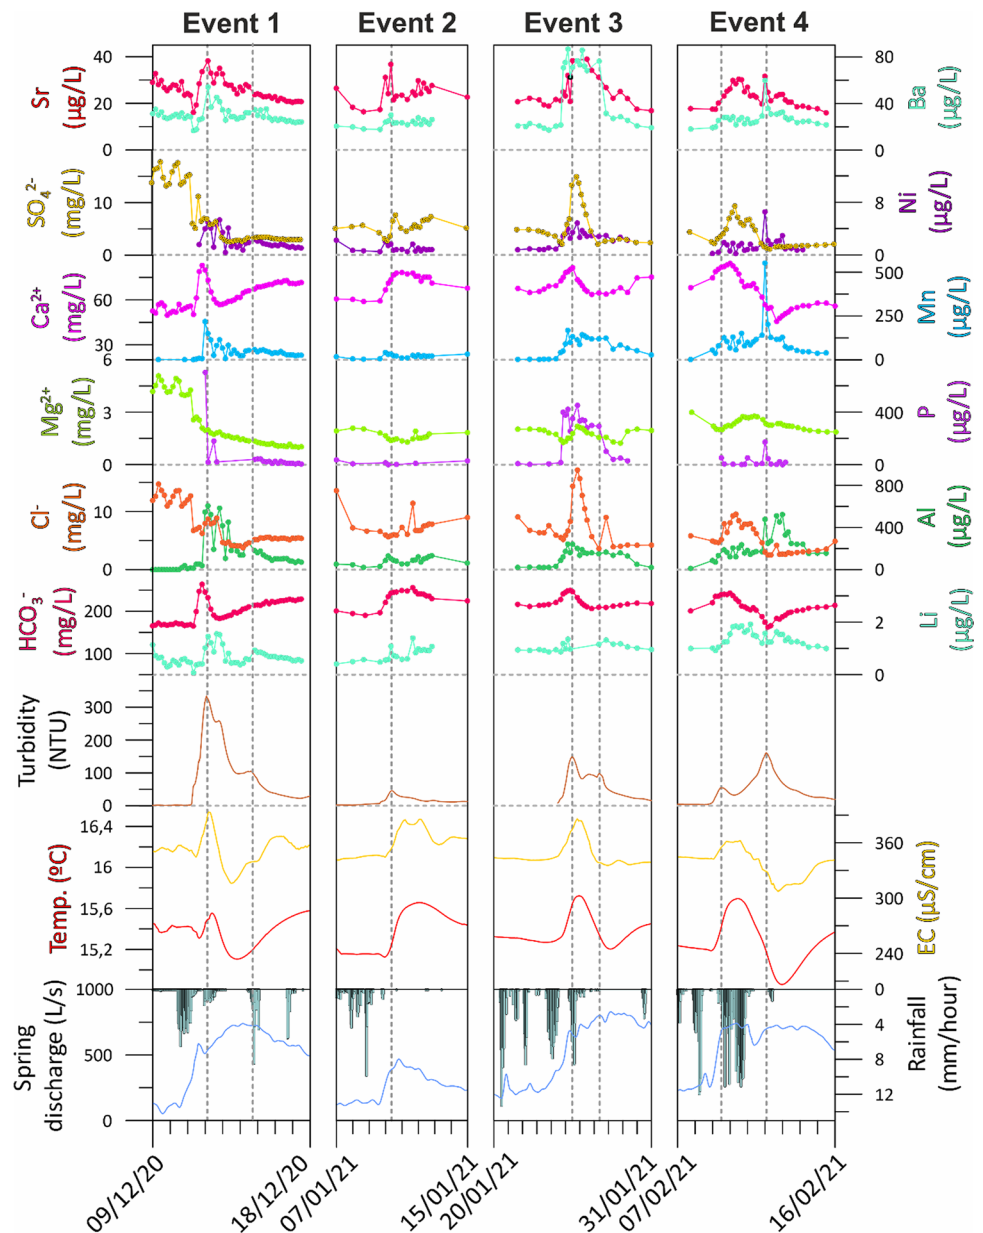 Event 1 Event 2 Event 3 Event 4
Sr
(µg/L)
40
20
0
80
40
0
Ba
(µg/L)
SO₄²⁻
(mg/L)
10
0
8
0
Ni
(µg/L)
Ca²⁺
(mg/L)
60
30
6
500
250
0
Mn
(µg/L)
Mg²⁺
(mg/L)
3
0
400
0
P
(µg/L)
Cl⁻
(mg/L)
10
0
800
400
0
Al
(µg/L)
HCO₃⁻
(mg/L)
200
100
2
0
Li
(µg/L)
Turbidity
(NTU)
300
200
100
0
Temp. (ºC)
16,4
16
15,6
15,2
360
300
240
EC (µS/cm)
Spring
discharge (L/s)
1000
500
0
0
4
8
12
Rainfall
(mm/hour)
09/12/20 18/12/20 07/01/21 15/01/21 20/01/21 31/01/21 07/02/21 16/02/21